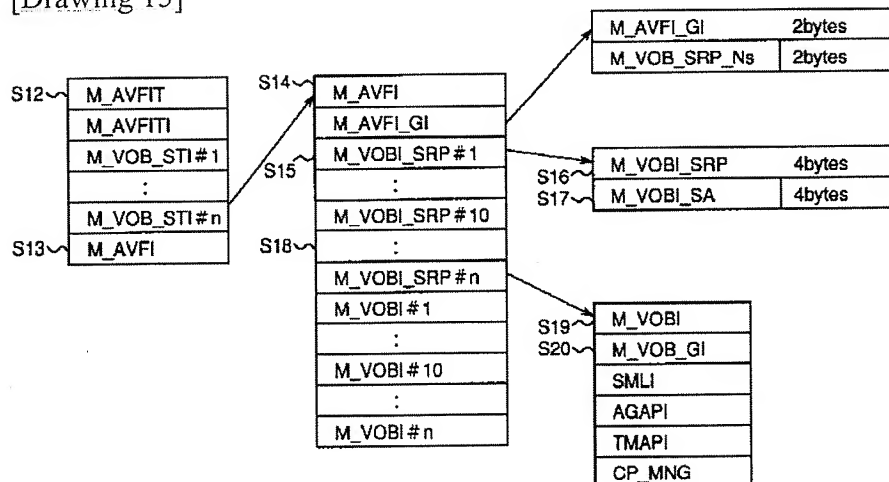 [Drawing 15]
S12
M_AVFIT
M_AVFITI
M_VOB_STI#1
:
M_VOB_STI#n
S13
M_AVFI
S14
M_AVFI
M_AVFI_GI
S15
M_VOBI_SRP#1
:
M_VOBI_SRP#10
S18
:
M_VOBI_SRP#n
M_VOBI#1
:
M_VOBI#10
:
M_VOBI#n
M_AVFI_GI 2bytes
M_VOB_SRP_Ns 2bytes
S16
M_VOBI_SRP 4bytes
S17
M_VOBI_SA 4bytes
S19
M_VOBI
S20
M_VOB_GI
SMLI
AGAPI
TMAPI
CP_MNG